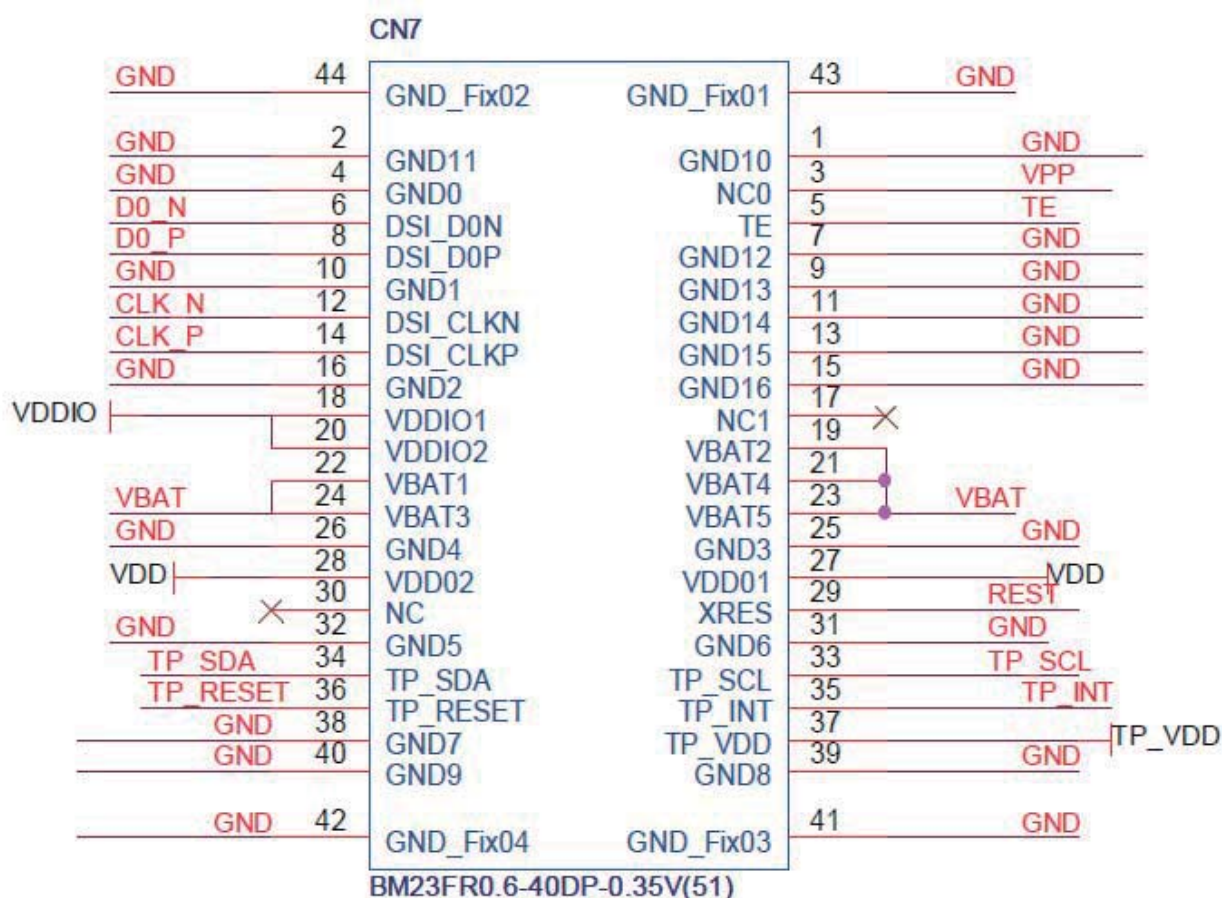 CN7
GND 44 GND_Fix02 GND_Fix01 43 GND
GND 2 GND11 GND10 1 GND
GND 4 GND0 NC0 3 VPP
D0_N 6 DSI_D0N TE 5 TE
D0_P 8 DSI_D0P GND12 7 GND
GND 10 GND1 GND13 9 GND
CLK_N 12 DSI_CLKN GND14 11 GND
CLK_P 14 DSI_CLKP GND15 13 GND
GND 16 GND2 GND16 15 GND
VDDIO 18 VDDIO1 NC1 17
20 VDDIO2 VBAT2 19
22 VBAT1 VBAT4 21
VBAT 24 VBAT3 VBAT5 23 VBAT
GND 26 GND4 GND3 25 GND
VDD 28 VDD02 VDD01 27 VDD
30 NC XRES 29 REST
GND 32 GND5 GND6 31 GND
TP_SDA 34 TP_SDA TP_SCL 33 TP_SCL
TP_RESET 36 TP_RESET TP_INT 35 TP_INT
GND 38 GND7 TP_VDD 37 TP_VDD
GND 40 GND9 GND8 39 GND
GND 42 GND_Fix04 GND_Fix03 41 GND
BM23FR0.6-40DP-0.35V(51)